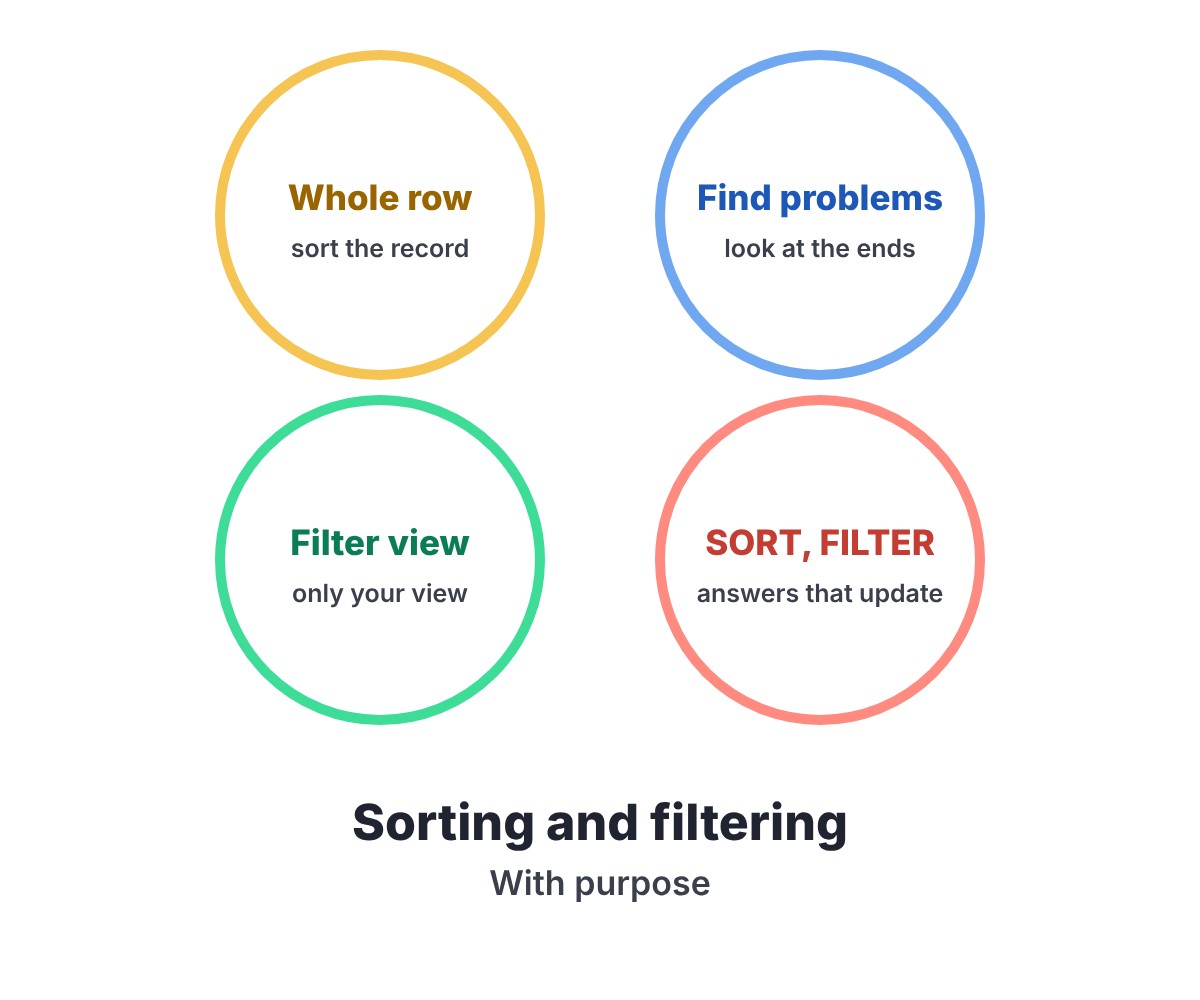 Whole row
sort the record
Find problems
look at the ends
Filter view
only your view
SORT, FILTER
answers that update
Sorting and filtering
With purpose